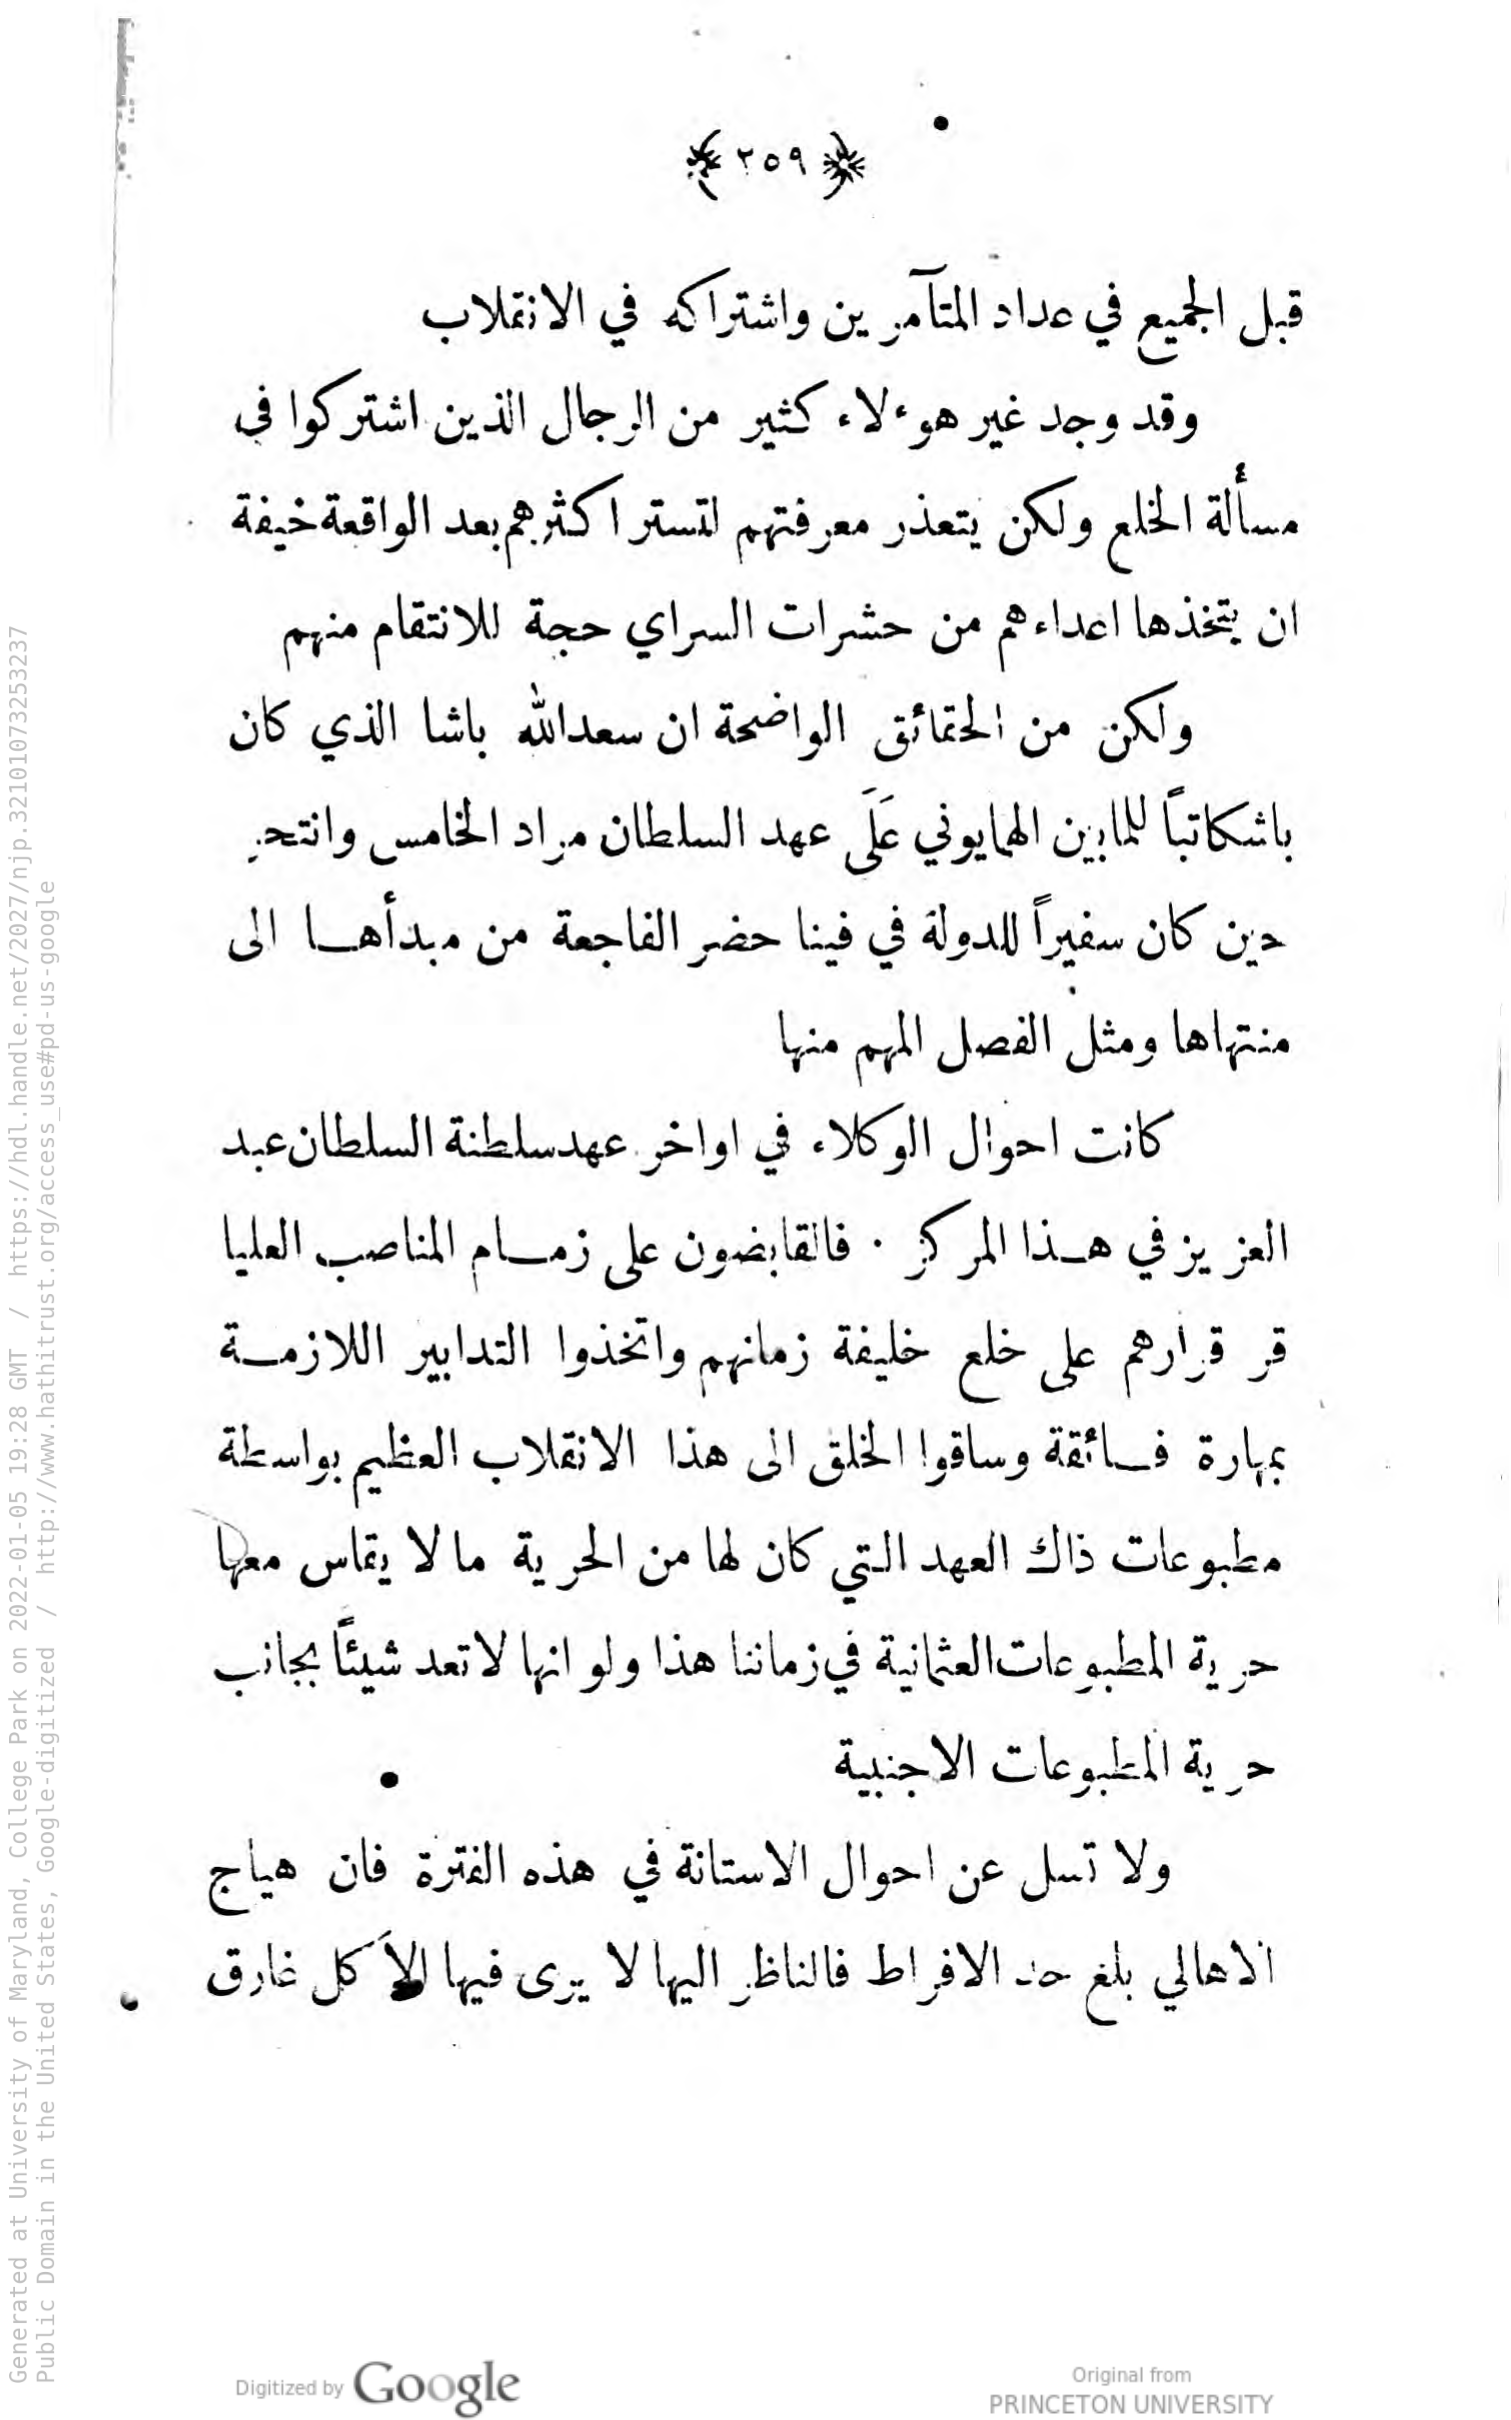 ﴿ ٢٥٩ ﴾
قبل الجميع في عداد المتآمرين واشتراكه في الانقلاب
وقد وجد غير هوءلاء كثير من الرجال الذين اشتركوا في
مسألة الخلع ولكن يتعذر معرفتهم لتستر اكثرهم بعد الواقعة خيفة
ان يتخذها اعداءهم من حشرات السراي حجة للانتقام منهم
ولكن من الحقائق الواضحة ان سعدالله باشا الذي كان
باشكاتباً للمابين الهمايوني عَلَى عهد السلطان مراد الخامس وانتحر
حين كان سفيراً للدولة في فينا حضر الفاجعة من مبدأهـا الى
منتهاها ومثل الفصل المهم منها
كانت احوال الوكلاء في اواخر عهد سلطنة السلطان عبد
العزيز في هـذا المركز . فالقابضون على زمـام المناصب العليا
قر قرارهم على خلع خليفة زمانهم واتخذوا التدابير اللازمـة
بمهارة فـائقة وساقوا الخلق الى هذا الانقلاب العظيم بواسطة
مطبوعات ذاك العهد التي كان لها من الحرية ما لا يقاس معها
حرية المطبوعات العثمانية في زماننا هذا ولو انها لا تعد شيئاً بجانب
حرية المطبوعات الاجنبية
ولا تسل عن احوال الاستانة في هذه الفترة فان هياج
الاهالي بلغ حد الافراط فالناظر اليها لا يرى فيها الاَّ كل غارق
Generated at University of Maryland, College Park on 2022-01-05 19:28 GMT / https://hdl.handle.net/2027/njp.32101073253237
Public Domain in the United States, Google-digitized / http://www.hathitrust.org/access_use#pd-us-google
Digitized by Google
Original from
PRINCETON UNIVERSITY